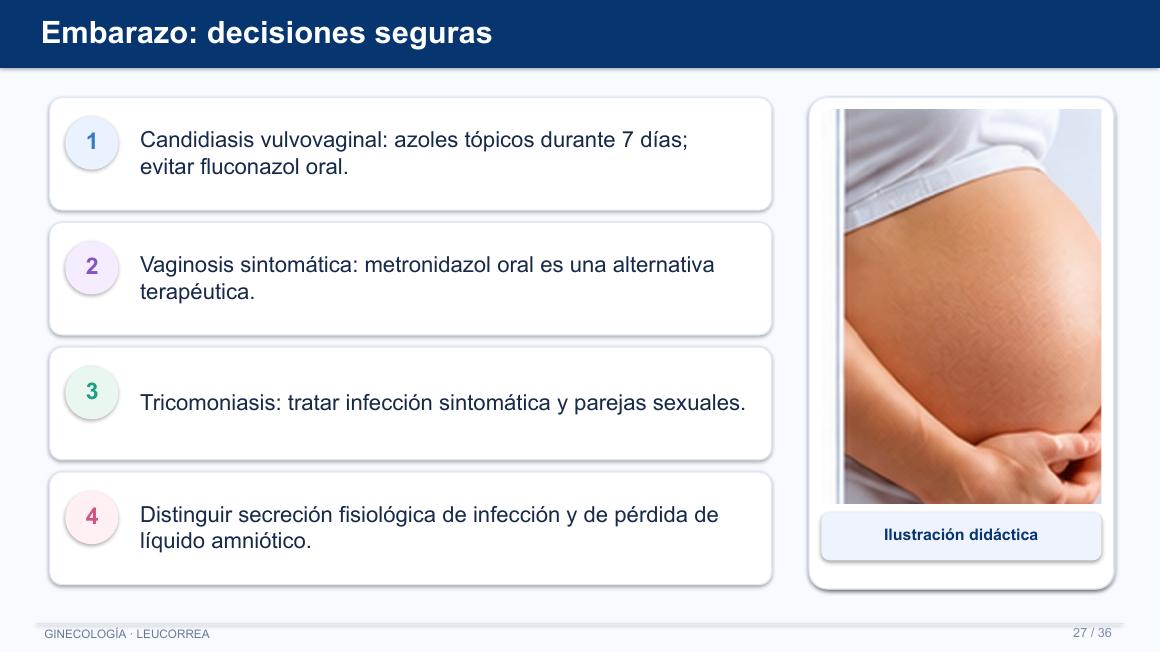 Embarazo: decisiones seguras
1
Candidiasis vulvovaginal: azoles tópicos durante 7 días;
evitar fluconazol oral.
2
Vaginosis sintomática: metronidazol oral es una alternativa
terapéutica.
3
Tricomoniasis: tratar infección sintomática y parejas sexuales.
4
Distinguir secreción fisiológica de infección y de pérdida de
líquido amniótico.
Ilustración didáctica
GINECOLOGÍA · LEUCORREA
27 / 36